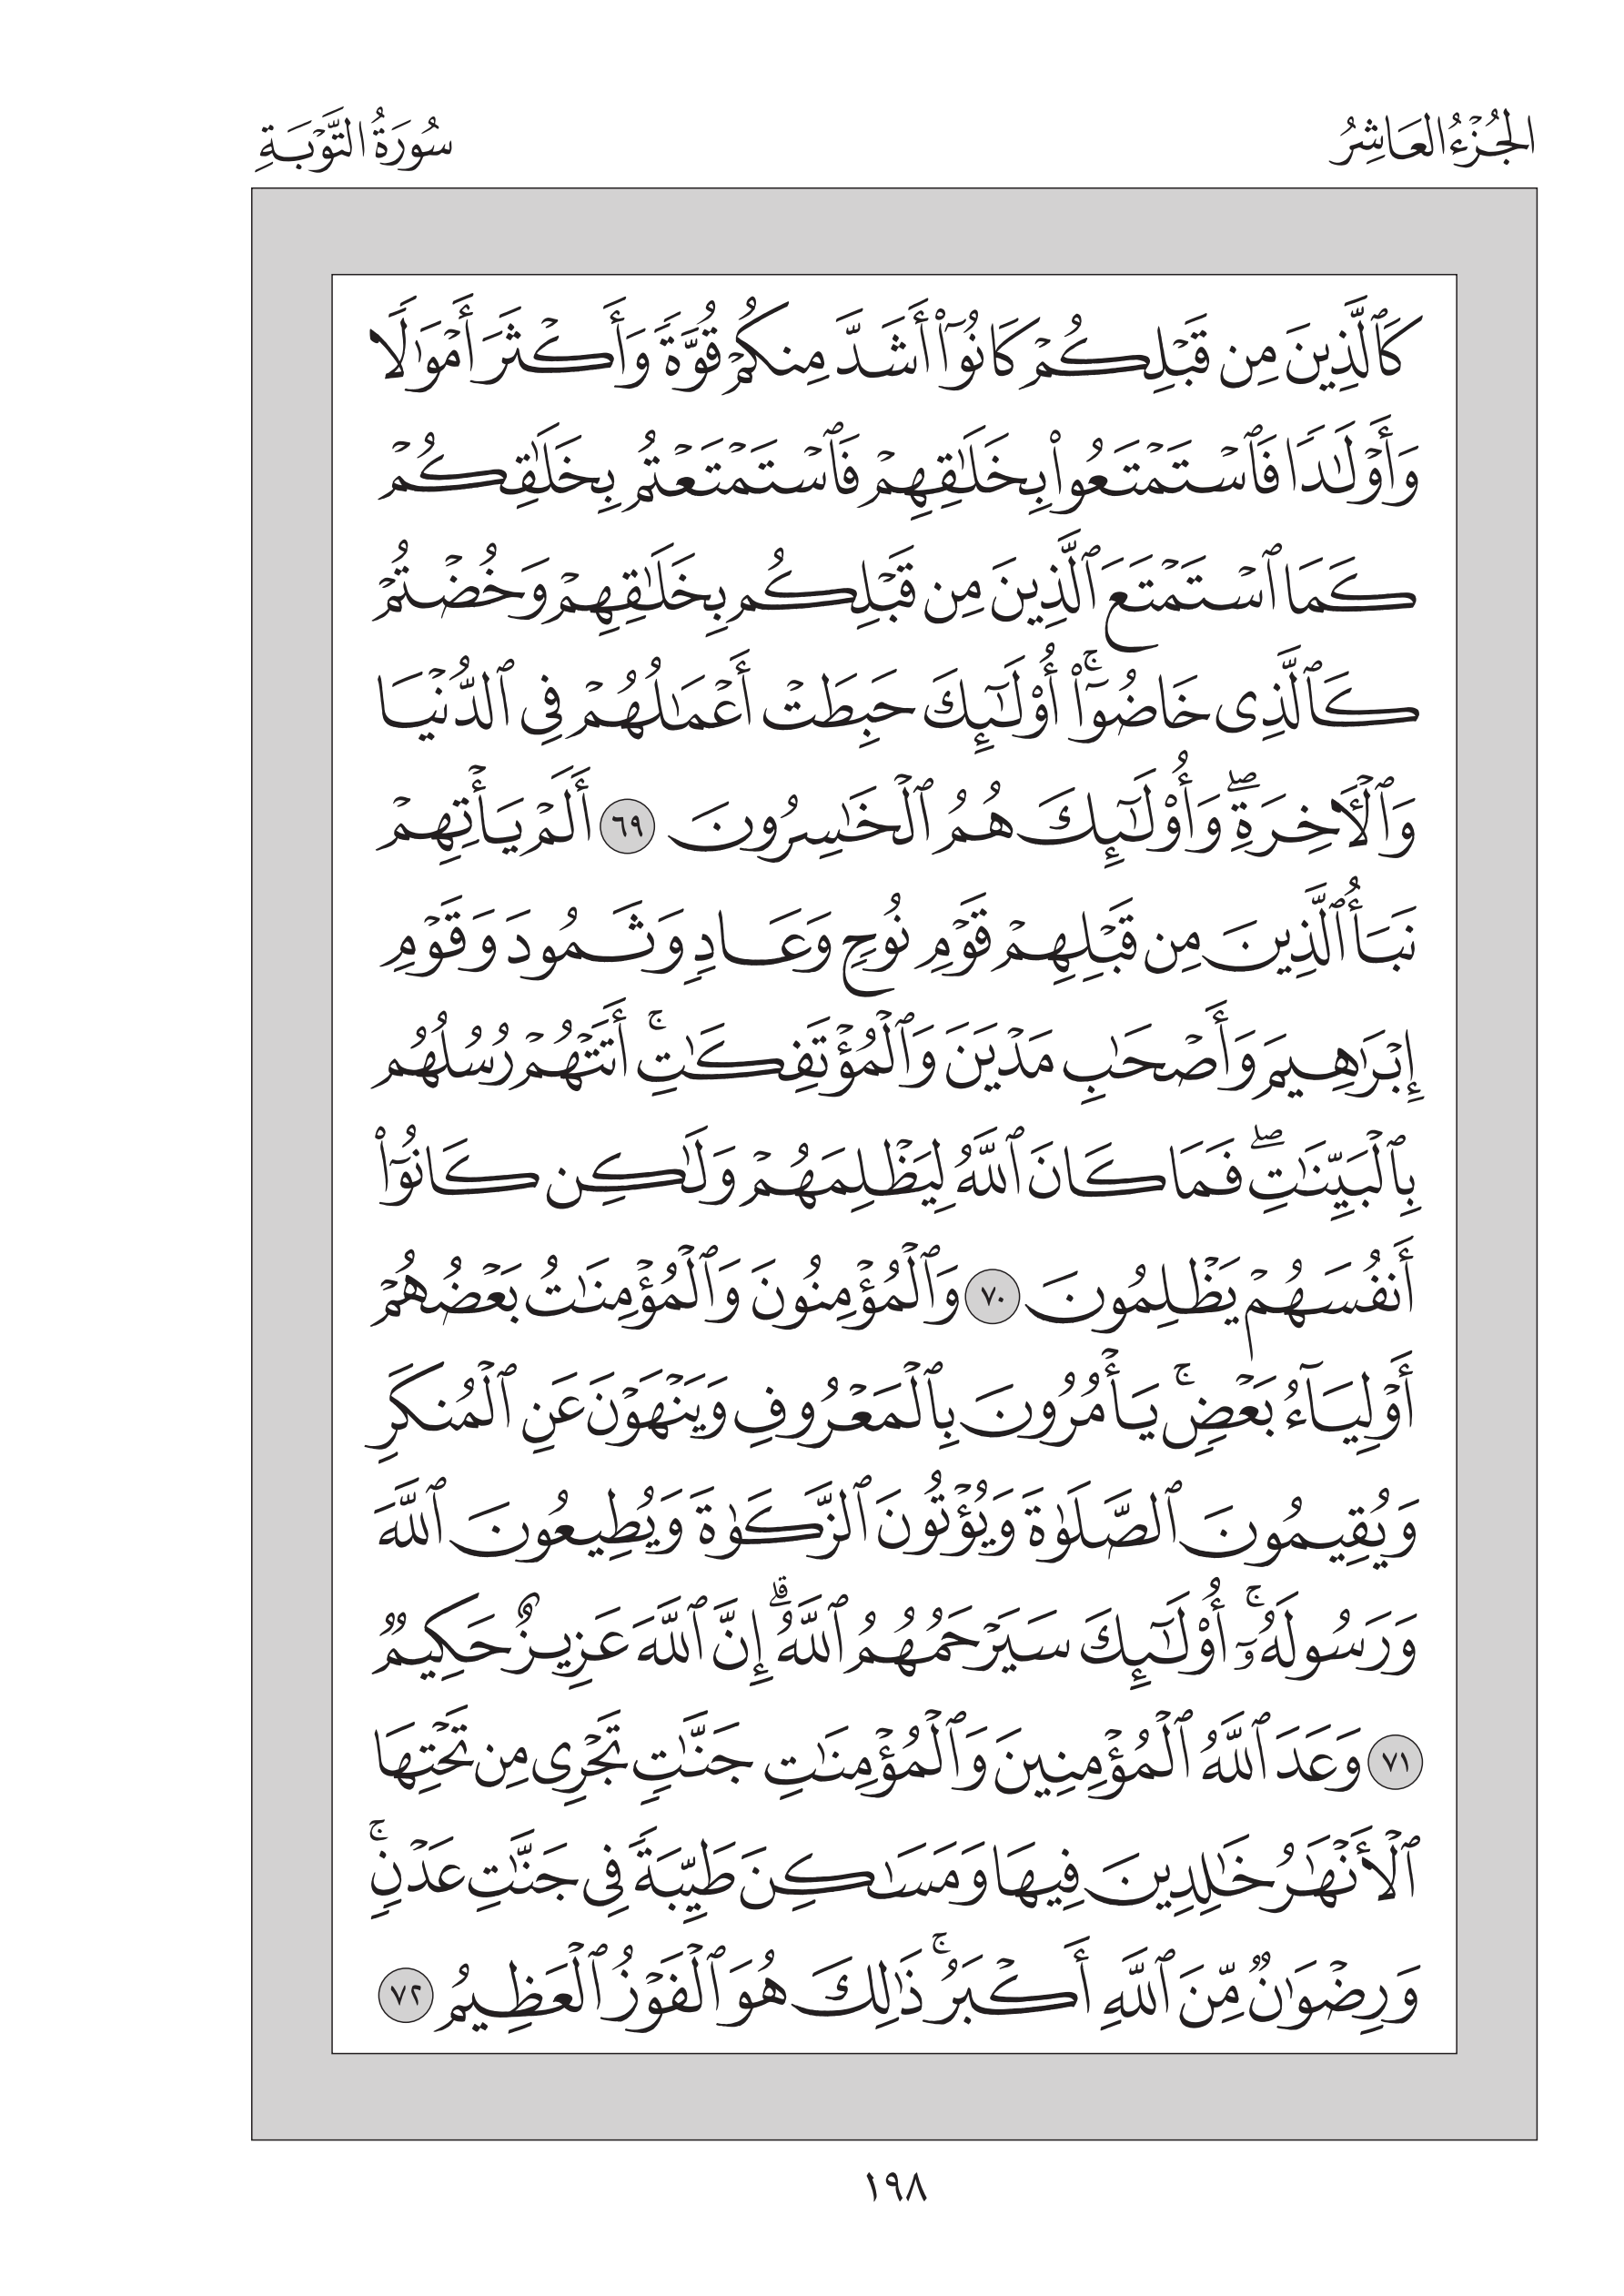 الجُزْءُ العَاشِرُ
سُورَةُ التَّوْبَةِ
كَٱلَّذِينَ مِن قَبْلِكُمْ كَانُوٓا۟ أَشَدَّ مِنكُمْ قُوَّةً وَأَكْثَرَ أَمْوَٰلًا
وَأَوْلَـٰدًا فَٱسْتَمْتَعُوا۟ بِخَلَـٰقِهِمْ فَٱسْتَمْتَعْتُم بِخَلَـٰقِكُمْ
كَمَا ٱسْتَمْتَعَ ٱلَّذِينَ مِن قَبْلِكُم بِخَلَـٰقِهِمْ وَخُضْتُمْ
كَٱلَّذِى خَاضُوٓا۟ ۚ أُو۟لَـٰٓئِكَ حَبِطَتْ أَعْمَـٰلُهُمْ فِى ٱلدُّنْيَا
وَٱلْـَٔاخِرَةِ ۖ وَأُو۟لَـٰٓئِكَ هُمُ ٱلْخَـٰسِرُونَ ٦٩ أَلَمْ يَأْتِهِمْ
نَبَأُ ٱلَّذِينَ مِن قَبْلِهِمْ قَوْمِ نُوحٍ وَعَادٍ وَثَمُودَ وَقَوْمِ
إِبْرَٰهِيمَ وَأَصْحَـٰبِ مَدْيَنَ وَٱلْمُؤْتَفِكَـٰتِ ۚ أَتَتْهُمْ رُسُلُهُم
بِٱلْبَيِّنَـٰتِ ۖ فَمَا كَانَ ٱللَّهُ لِيَظْلِمَهُمْ وَلَـٰكِن كَانُوٓا۟
أَنفُسَهُمْ يَظْلِمُونَ ٧٠ وَٱلْمُؤْمِنُونَ وَٱلْمُؤْمِنَـٰتُ بَعْضُهُمْ
أَوْلِيَآءُ بَعْضٍ ۚ يَأْمُرُونَ بِٱلْمَعْرُوفِ وَيَنْهَوْنَ عَنِ ٱلْمُنكَرِ
وَيُقِيمُونَ ٱلصَّلَوٰةَ وَيُؤْتُونَ ٱلزَّكَوٰةَ وَيُطِيعُونَ ٱللَّهَ
وَرَسُولَهُۥٓ ۚ أُو۟لَـٰٓئِكَ سَيَرْحَمُهُمُ ٱللَّهُ ۗ إِنَّ ٱللَّهَ عَزِيزٌ حَكِيمٌ
٧١ وَعَدَ ٱللَّهُ ٱلْمُؤْمِنِينَ وَٱلْمُؤْمِنَـٰتِ جَنَّـٰتٍ تَجْرِى مِن تَحْتِهَا
ٱلْأَنْهَـٰرُ خَـٰلِدِينَ فِيهَا وَمَسَـٰكِنَ طَيِّبَةً فِى جَنَّـٰتِ عَدْنٍ ۚ
وَرِضْوَٰنٌ مِّنَ ٱللَّهِ أَكْبَرُ ۚ ذَٰلِكَ هُوَ ٱلْفَوْزُ ٱلْعَظِيمُ ٧٢
١٩٨